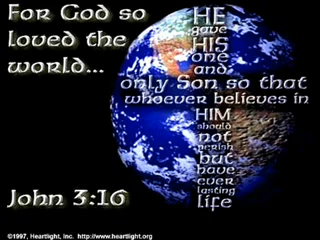 For God so
loved the
world...
HE
gave
HIS
one
and
only Son so that
whoever believes in
HIM
should
not
perish
but
have
ever
lasting
life
John 3:16
©1997, Heartlight, Inc. http://www.heartlight.org